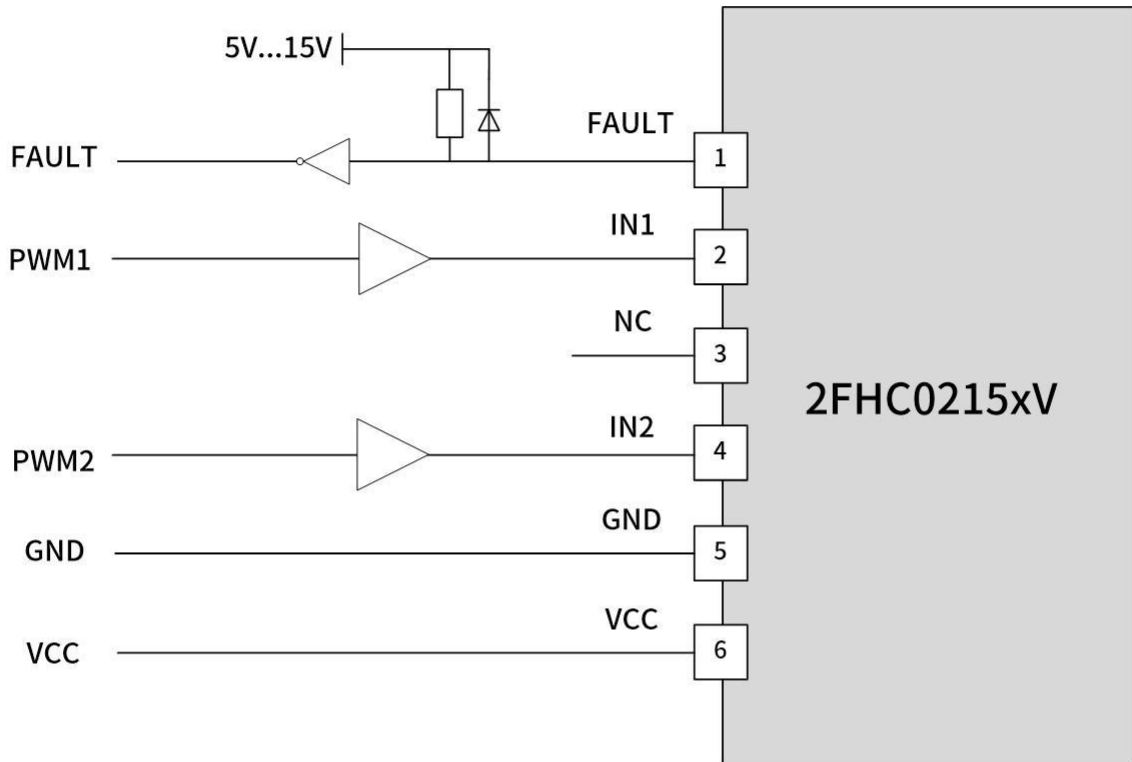 5V...15V
FAULT
FAULT
1
IN1
PWM1
2
NC
3
2FHC0215xV
IN2
PWM2
4
GND
GND
5
VCC
VCC
6